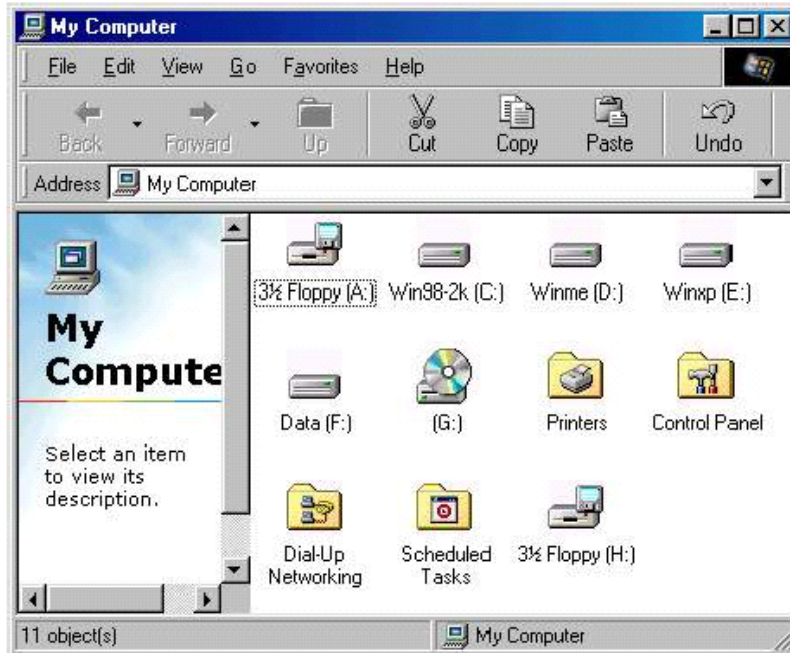 My Computer
File Edit View Go Favorites Help
Back Forward Up Cut Copy Paste Undo
Address My Computer
My
Compute
Select an item
to view its
description.
3½ Floppy (A:) Win98-2k (C:) Winme (D:) Winxp (E:)
Data (F:) (G:) Printers Control Panel
Dial-Up
Networking
Scheduled
Tasks
3½ Floppy (H:)
11 object(s) My Computer